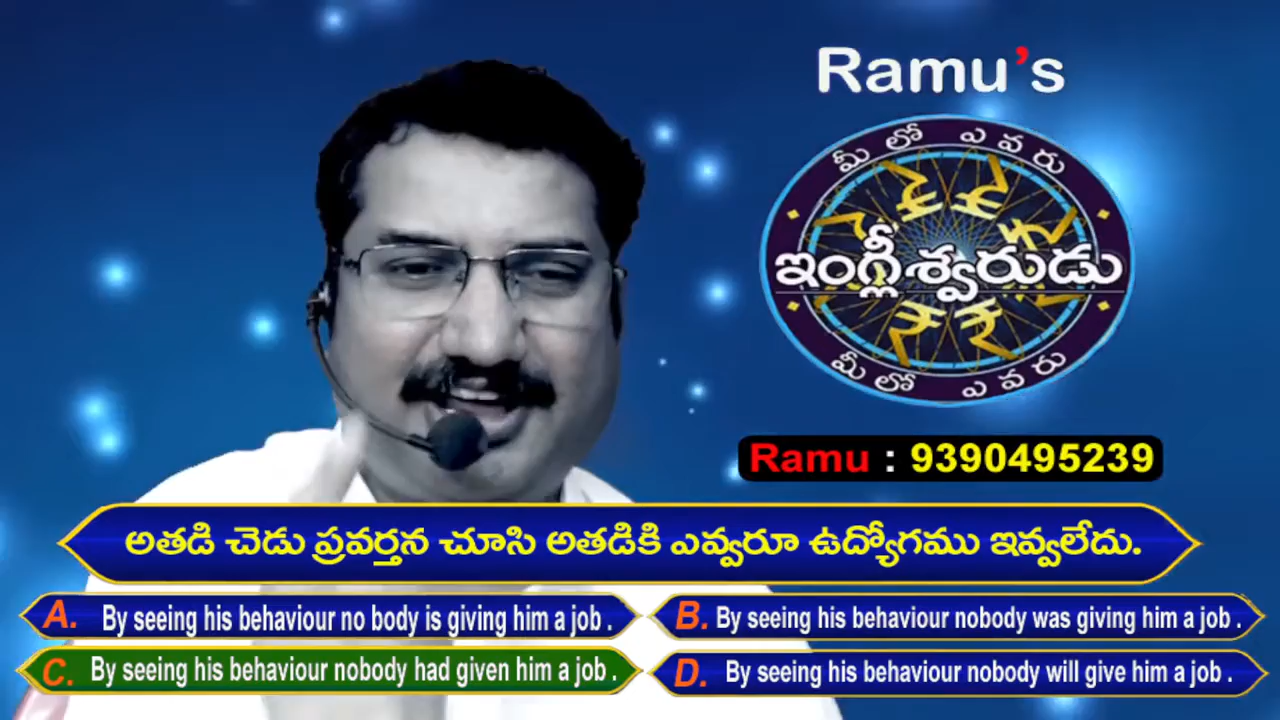 Ramu's
మీలో ఎవరు
ఇంగ్లీశ్వరుడు
మీలో ఎవరు
Ramu : 9390495239
అతడి చెడు ప్రవర్తన చూసి అతడికి ఎవ్వరూ ఉద్యోగము ఇవ్వలేదు.
A. By seeing his behaviour no body is giving him a job .
B. By seeing his behaviour nobody was giving him a job .
C. By seeing his behaviour nobody had given him a job .
D. By seeing his behaviour nobody will give him a job .